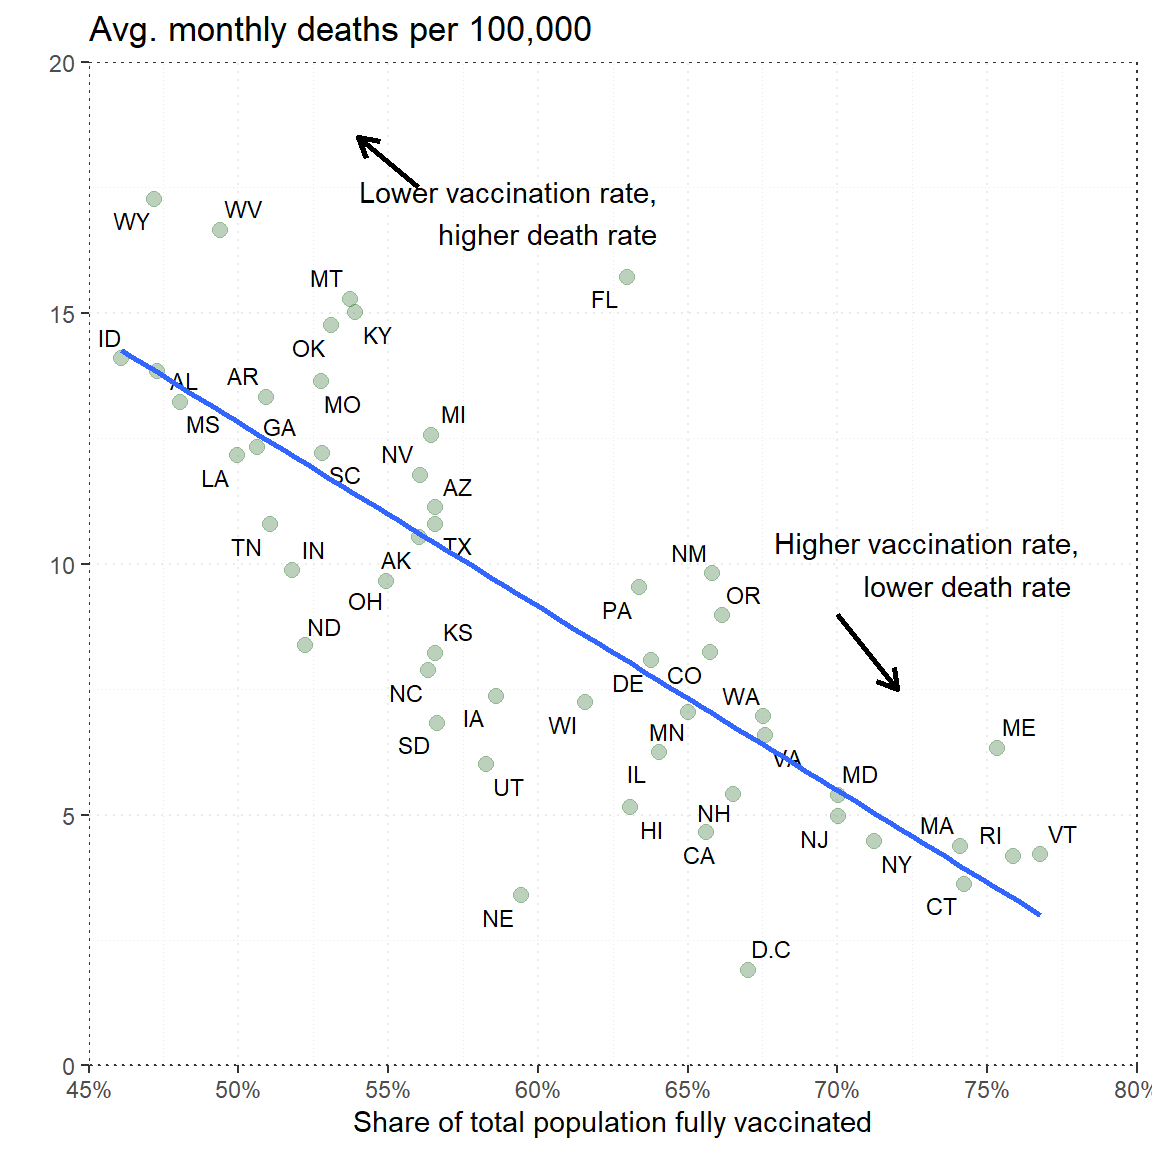 Avg. monthly deaths per 100,000
20
Lower vaccination rate,
higher death rate
WY
WV
MT
FL
KY
OK
15
ID
AL
AR
MO
MS
GA
MI
NV
LA
SC
AZ
TN
IN
AK
TX
Higher vaccination rate,
lower death rate
NM
10
OH
PA
OR
ND
KS
NC
DE
CO
WA
SD
IA
WI
MN
ME
VA
UT
IL
MD
5
HI
NH
CA
NJ
MA
RI
VT
NY
CT
NE
D.C
0
45%
50%
55%
60%
65%
70%
75%
80%
Share of total population fully vaccinated